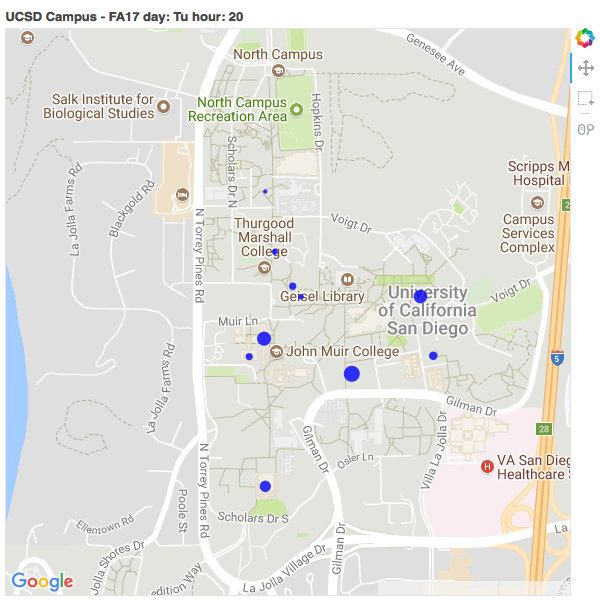 UCSD Campus - FA17 day: Tu hour: 20
Genesee Ave
North Campus
Salk Institute for
Biological Studies
North Campus
Recreation Area
Hopkins Dr
Scholars Dr N
La Jolla Farms Rd
Blackgold Rd
Scripps M
Hospital
2
Campus
Services
Complex
N Torrey Pines Rd
Voigt Dr
Thurgood
Marshall
College
Geisel Library
University
of California
San Diego
Voigt Dr
Muir Ln
John Muir College
La Jolla Farms Rd
5
Gilman Dr
28
Gilman Dr
Villa La Jolla Dr
Osler Ln
VA San Dieg
Healthcare
H
N Torrey Pines Rd
Poole St
Ellentown Rd
Scholars Dr S
La Jolla Shores Dr
Gilman Dr
La
La Jolla Village Dr
edition Way
Google